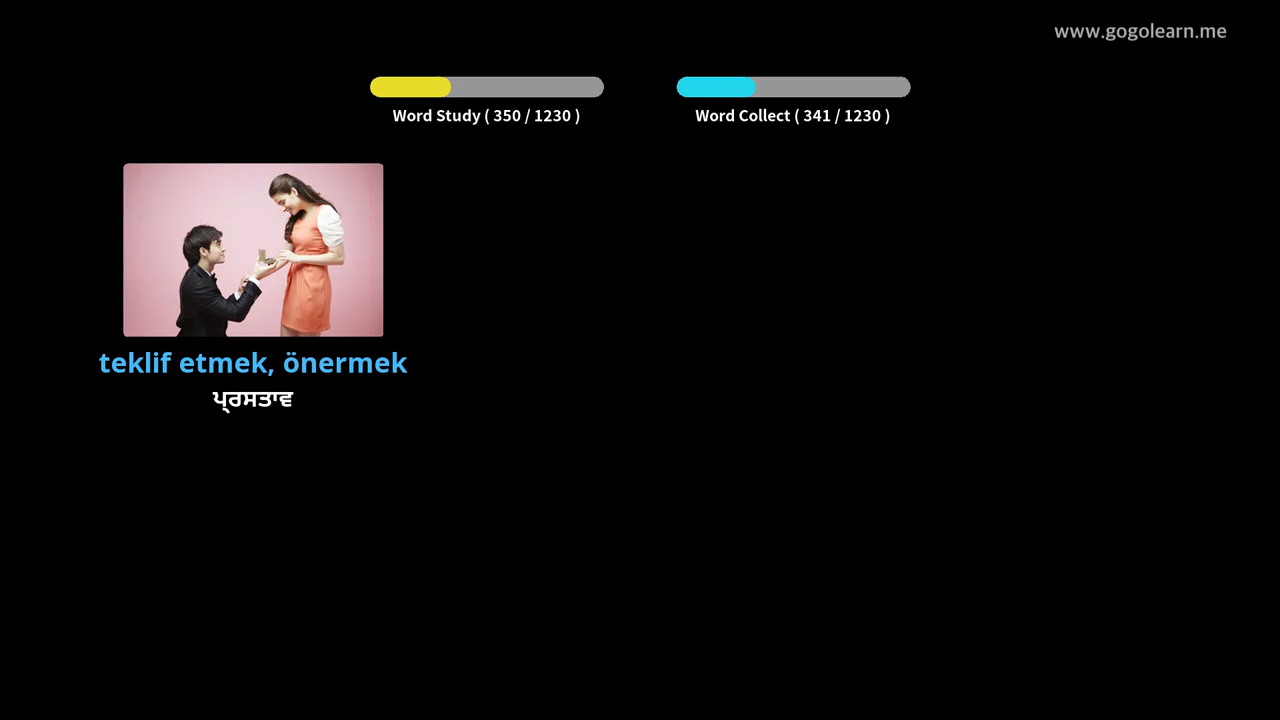 www.gogolearn.me
Word Study ( 350 / 1230 )
Word Collect ( 341 / 1230 )
teklif etmek, önermek
ਪ੍ਰਸਤਾਵ